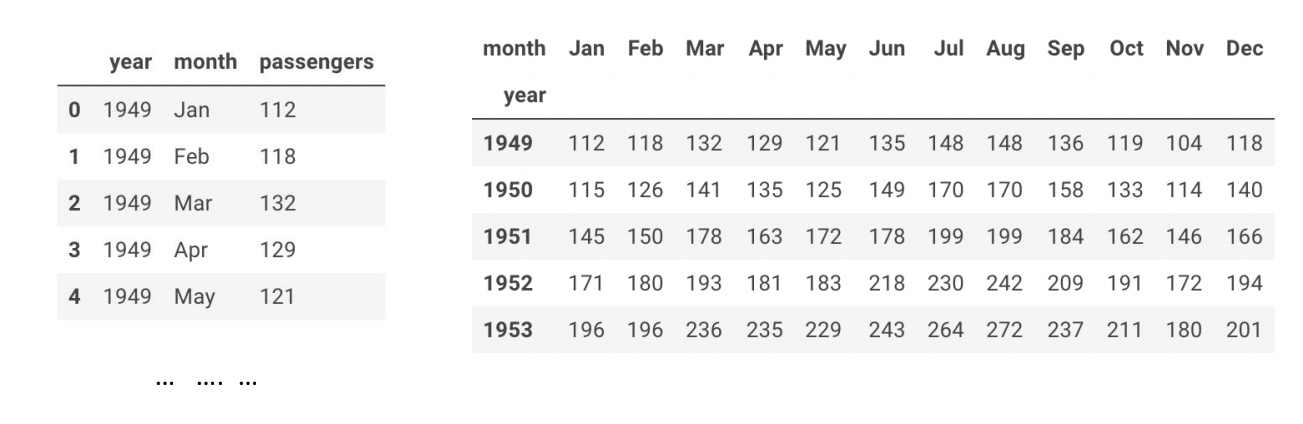 year month passengers
0 1949 Jan 112
1 1949 Feb 118
2 1949 Mar 132
3 1949 Apr 129
4 1949 May 121
... .... ...
month Jan Feb Mar Apr May Jun Jul Aug Sep Oct Nov Dec
year
1949 112 118 132 129 121 135 148 148 136 119 104 118
1950 115 126 141 135 125 149 170 170 158 133 114 140
1951 145 150 178 163 172 178 199 199 184 162 146 166
1952 171 180 193 181 183 218 230 242 209 191 172 194
1953 196 196 236 235 229 243 264 272 237 211 180 201